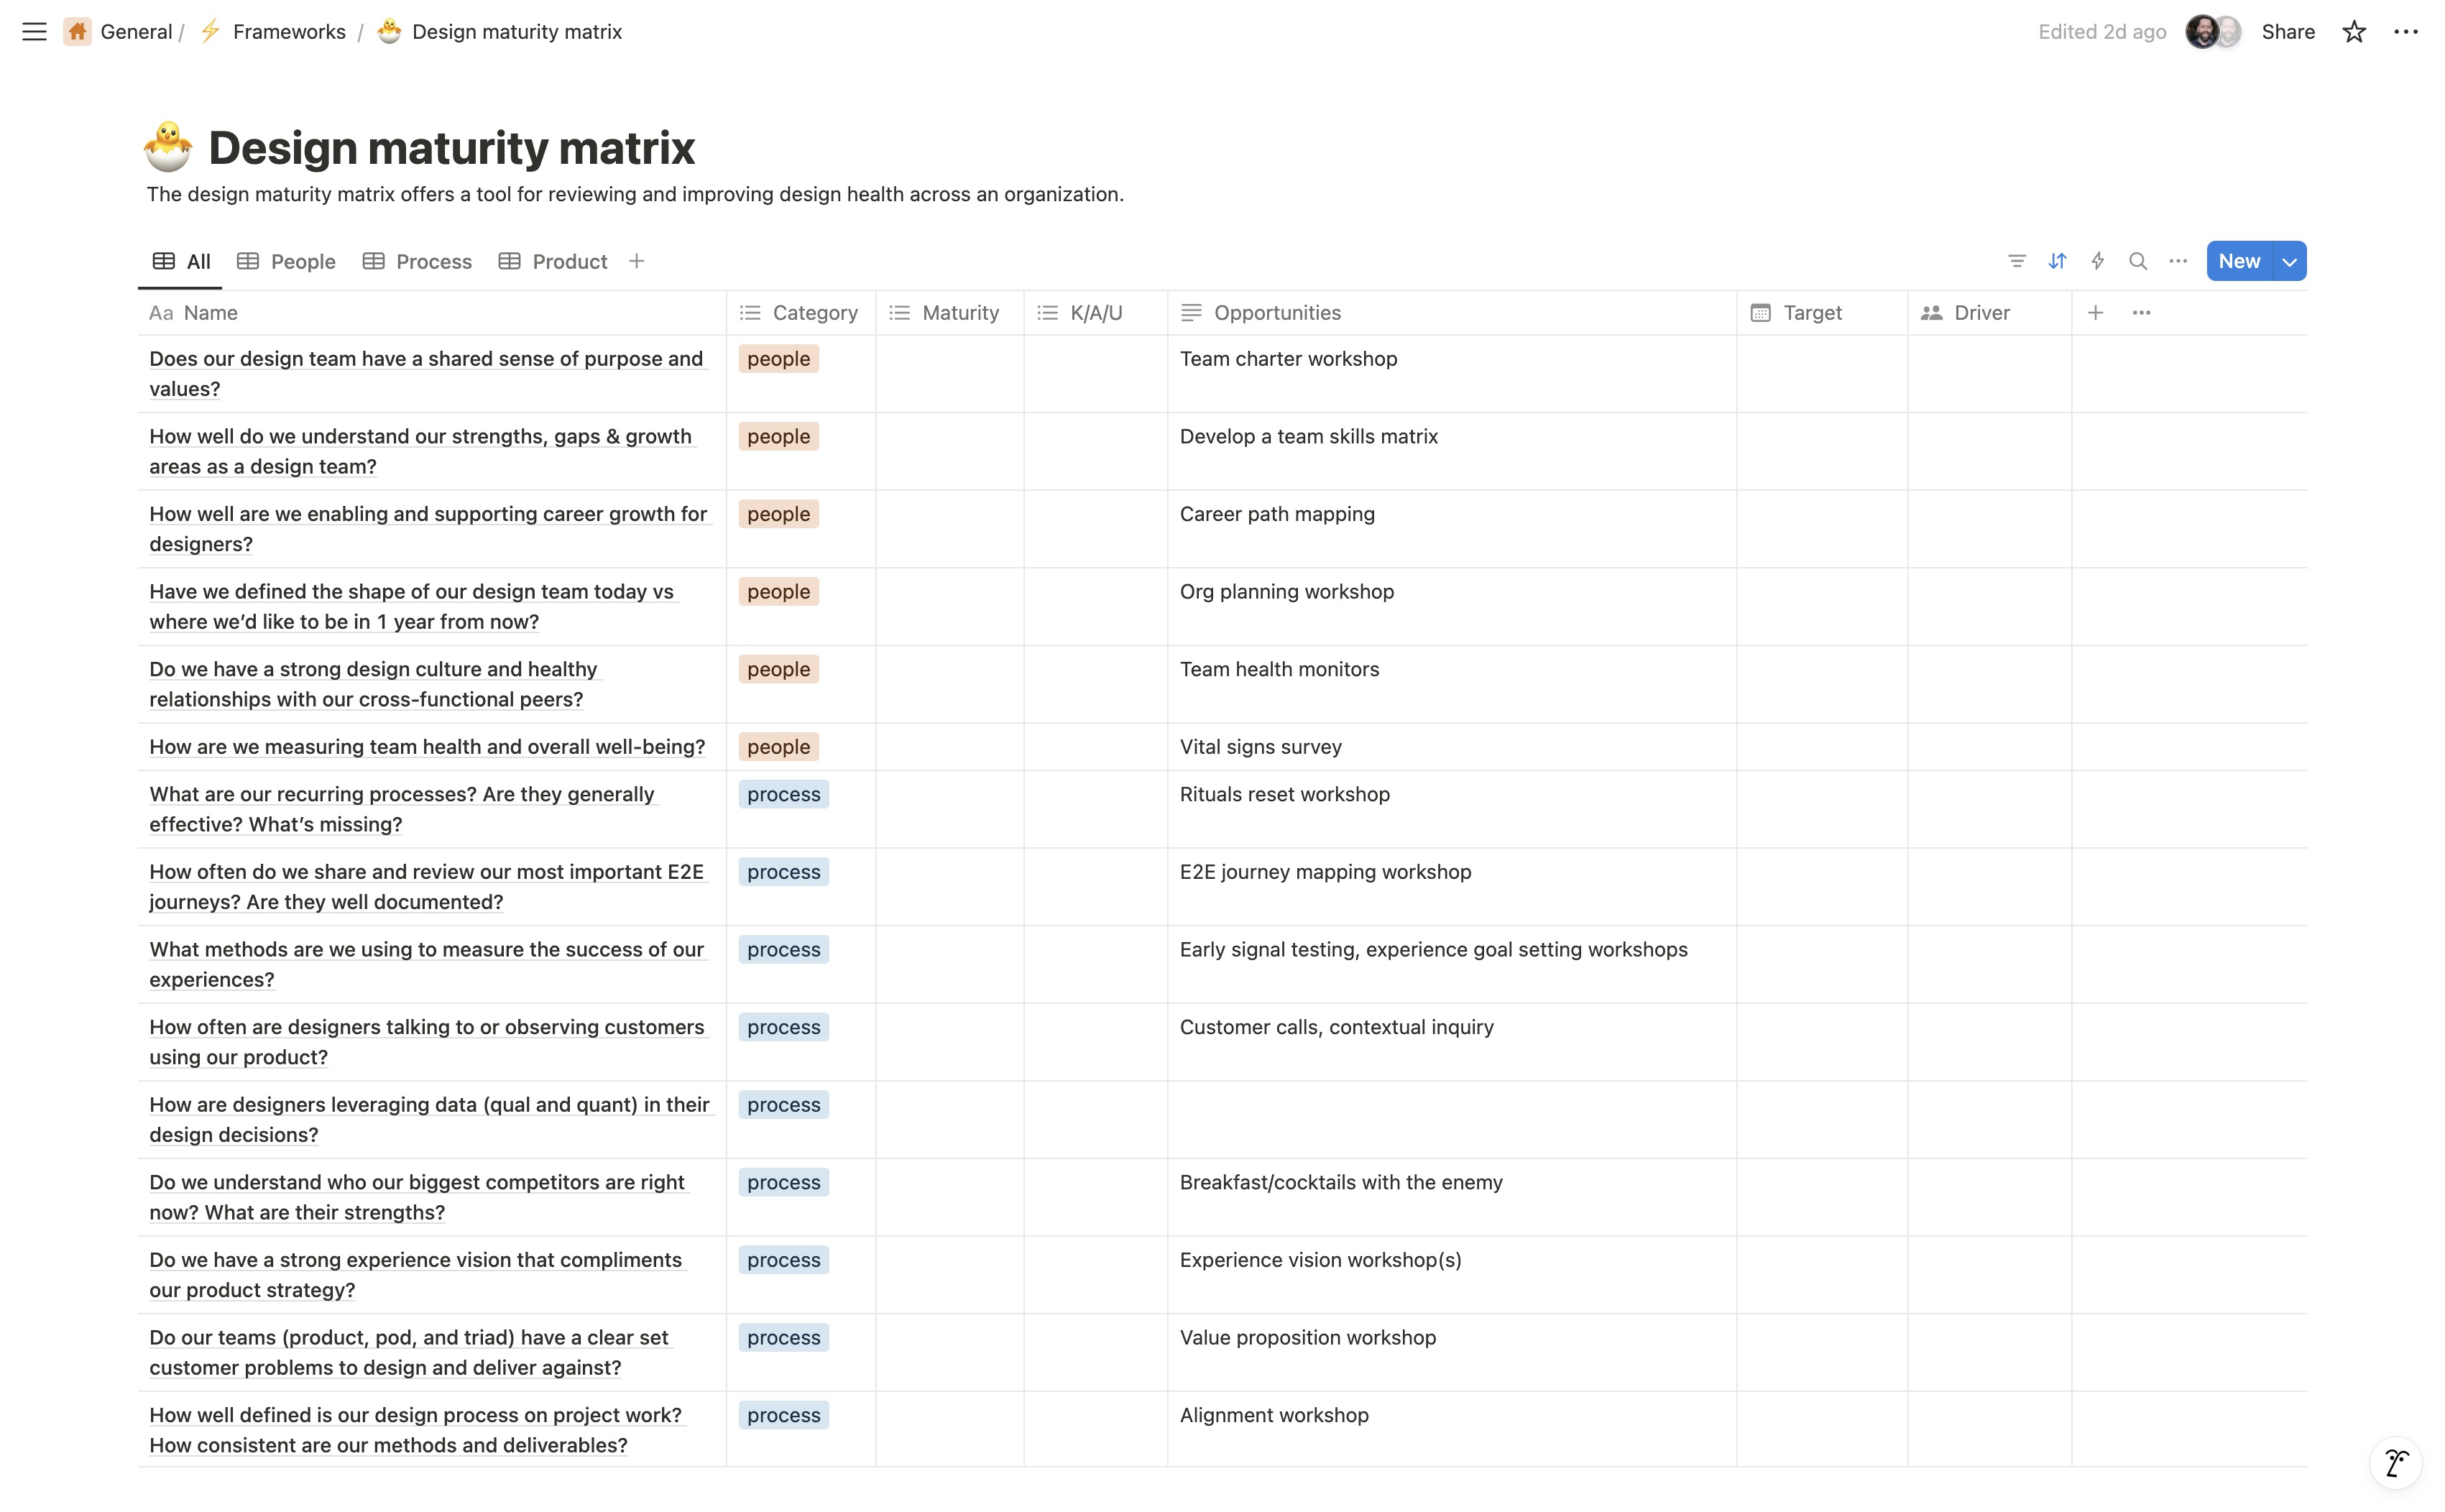 General / Frameworks / Design maturity matrix Edited 2d ago Share
Design maturity matrix
The design maturity matrix offers a tool for reviewing and improving design health across an organization.
All People Process Product New
Aa Name Category Maturity K/A/U Opportunities Target Driver
Does our design team have a shared sense of purpose and people Team charter workshop
values?
How well do we understand our strengths, gaps & growth people Develop a team skills matrix
areas as a design team?
How well are we enabling and supporting career growth for people Career path mapping
designers?
Have we defined the shape of our design team today vs people Org planning workshop
where we’d like to be in 1 year from now?
Do we have a strong design culture and healthy people Team health monitors
relationships with our cross-functional peers?
How are we measuring team health and overall well-being? people Vital signs survey
What are our recurring processes? Are they generally process Rituals reset workshop
effective? What’s missing?
How often do we share and review our most important E2E process E2E journey mapping workshop
journeys? Are they well documented?
What methods are we using to measure the success of our process Early signal testing, experience goal setting workshops
experiences?
How often are designers talking to or observing customers process Customer calls, contextual inquiry
using our product?
How are designers leveraging data (qual and quant) in their process
design decisions?
Do we understand who our biggest competitors are right process Breakfast/cocktails with the enemy
now? What are their strengths?
Do we have a strong experience vision that compliments process Experience vision workshop(s)
our product strategy?
Do our teams (product, pod, and triad) have a clear set process Value proposition workshop
customer problems to design and deliver against?
How well defined is our design process on project work? process Alignment workshop
How consistent are our methods and deliverables?